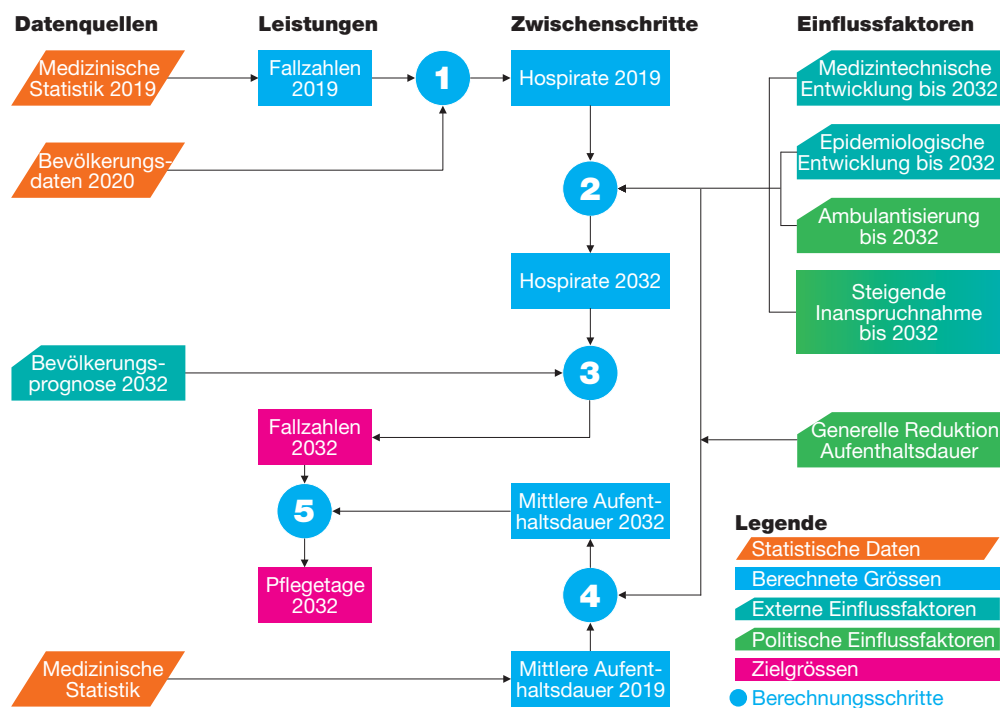 Datenquellen
Leistungen
Zwischenschritte
Einflussfaktoren
Medizinische
Statistik 2019
Fallzahlen
2019
1
Hospirate 2019
Medizintechnische
Entwicklung bis 2032
Bevölkerungs-
daten 2020
2
Epidemiologische
Entwicklung bis 2032
Ambulantisierung
bis 2032
Hospirate 2032
Steigende
Inanspruchnahme
bis 2032
Bevölkerungs-
prognose 2032
3
Fallzahlen
2032
Generelle Reduktion
Aufenthaltsdauer
5
Mittlere Aufent-
haltsdauer 2032
Pflegetage
2032
4
Medizinische
Statistik
Mittlere Aufent-
haltsdauer 2019
Legende
Statistische Daten
Berechnete Grössen
Externe Einflussfaktoren
Politische Einflussfaktoren
Zielgrössen
Berechnungsschritte